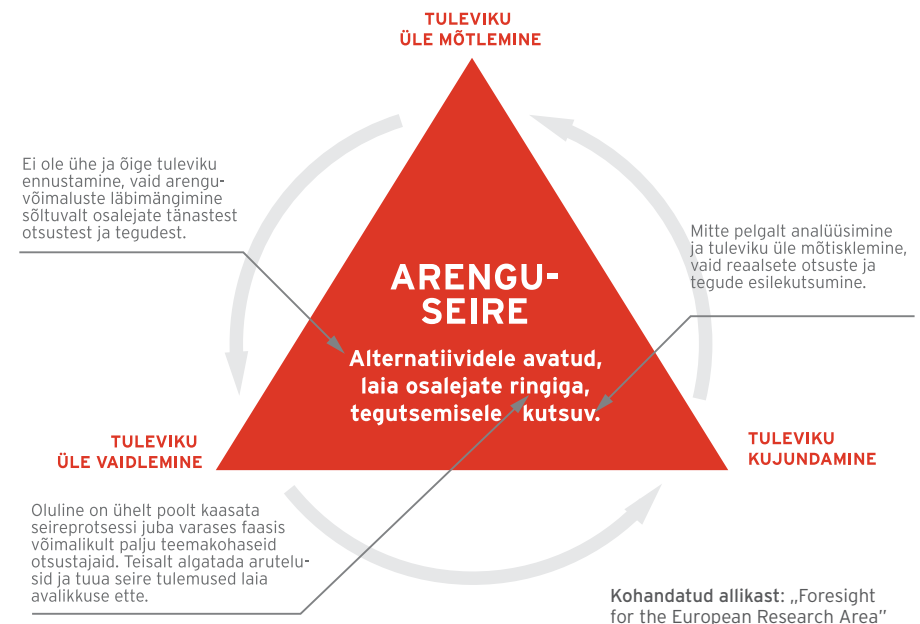 TULEVIKU
ÜLE MÕTLEMINE
Ei ole ühe ja õige tuleviku
ennustamine, vaid arengu-
võimaluste läbimängimine
sõltuvalt osalejate tänastest
otsustest ja tegudest.
Mitte pelgalt analüüsimine
ja tuleviku üle mõtisklemine,
vaid reaalsete otsuste ja
tegude esilekutsumine.
ARENGU-
SEIRE
Alternatiividele avatud,
laia osalejate ringiga,
tegutsemisele kutsuv.
TULEVIKU
ÜLE VAIDLEMINE
TULEVIKU
KUJUNDAMINE
Oluline on ühelt poolt kaasata
seireprotsessi juba varases faasis
võimalikult palju teemakohaseid
otsustajaid. Teisalt algatada arutelu-
sid ja tuua seire tulemused laia
avalikkuse ette.
Kohandatud allikast: „Foresight
for the European Research Area”